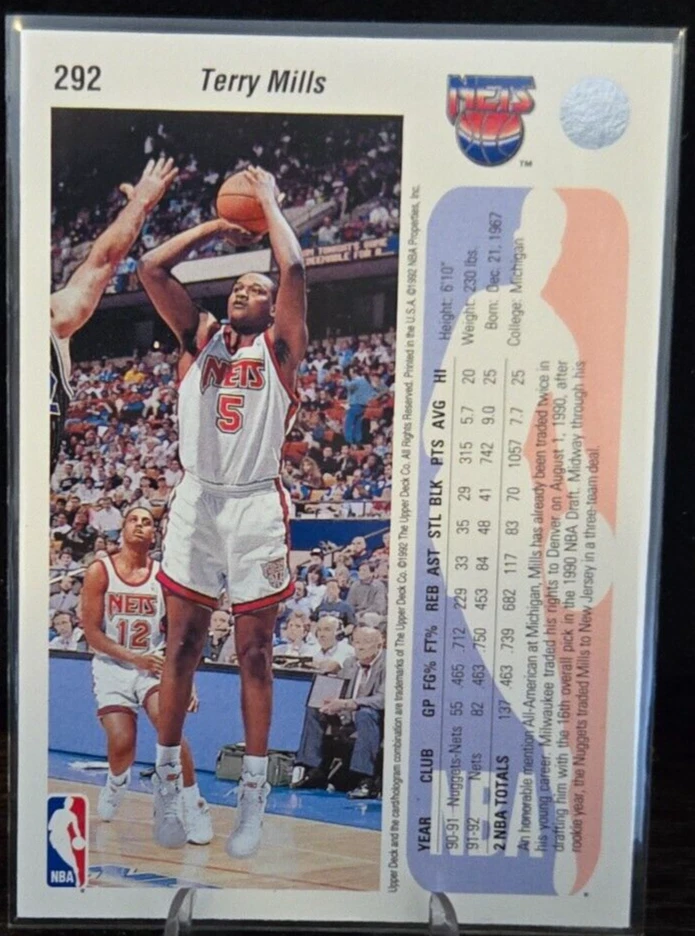 292
Terry Mills
NETS
TM
NETS
5
NETS
12
NBA
Upper Deck and the card/hologram combination are trademarks of The Upper Deck Co. ©1992 The Upper Deck Co. All Rights Reserved. Printed in the U.S.A. ©1992 NBA Properties, Inc.
Height: 6'10"
Weight: 230 lbs.
Born: Dec. 21, 1967
College: Michigan
YEAR CLUB GP FG% FT% REB AST STL BLK PTS AVG HI
90-91 Nuggets-Nets 55 .465 .712 229 33 35 29 315 5.7 20
91-92 Nets 82 .463 .750 453 84 48 41 742 9.0 25
2 NBA TOTALS 137 .463 .739 682 117 83 70 1057 7.7 25
An honorable mention All-American at Michigan, Mills has already been traded twice in
his young career. Milwaukee traded his rights to Denver on August 1, 1990, after
drafting him with the 16th overall pick in the 1990 NBA Draft. Midway through his
rookie year, the Nuggets traded Mills to New Jersey in a three-team deal.